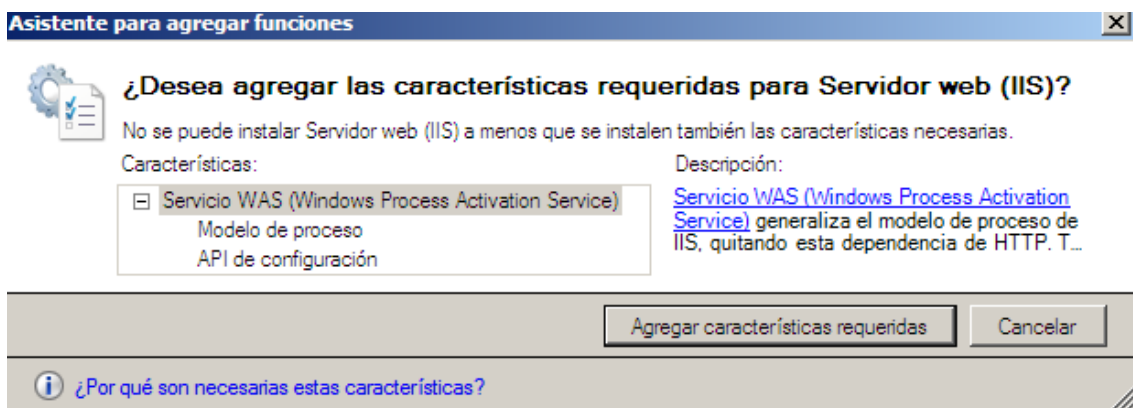 Asistente para agregar funciones
¿Desea agregar las características requeridas para Servidor web (IIS)?
No se puede instalar Servidor web (IIS) a menos que se instalen también las características necesarias.
Características:
Servicio WAS (Windows Process Activation Service)
Modelo de proceso
API de configuración
Descripción:
Servicio WAS (Windows Process Activation
Service) generaliza el modelo de proceso de
IIS, quitando esta dependencia de HTTP. T...
Agregar características requeridas
Cancelar
¿Por qué son necesarias estas características?